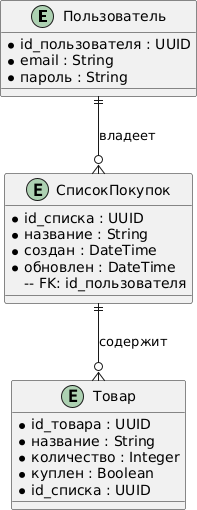 E Пользователь
id_пользователя : UUID
email : String
пароль : String
владеет
E СписокПокупок
id_списка : UUID
название : String
создан : DateTime
обновлен : DateTime
-- FK: id_пользователя
содержит
E Товар
id_товара : UUID
название : String
количество : Integer
куплен : Boolean
id_списка : UUID